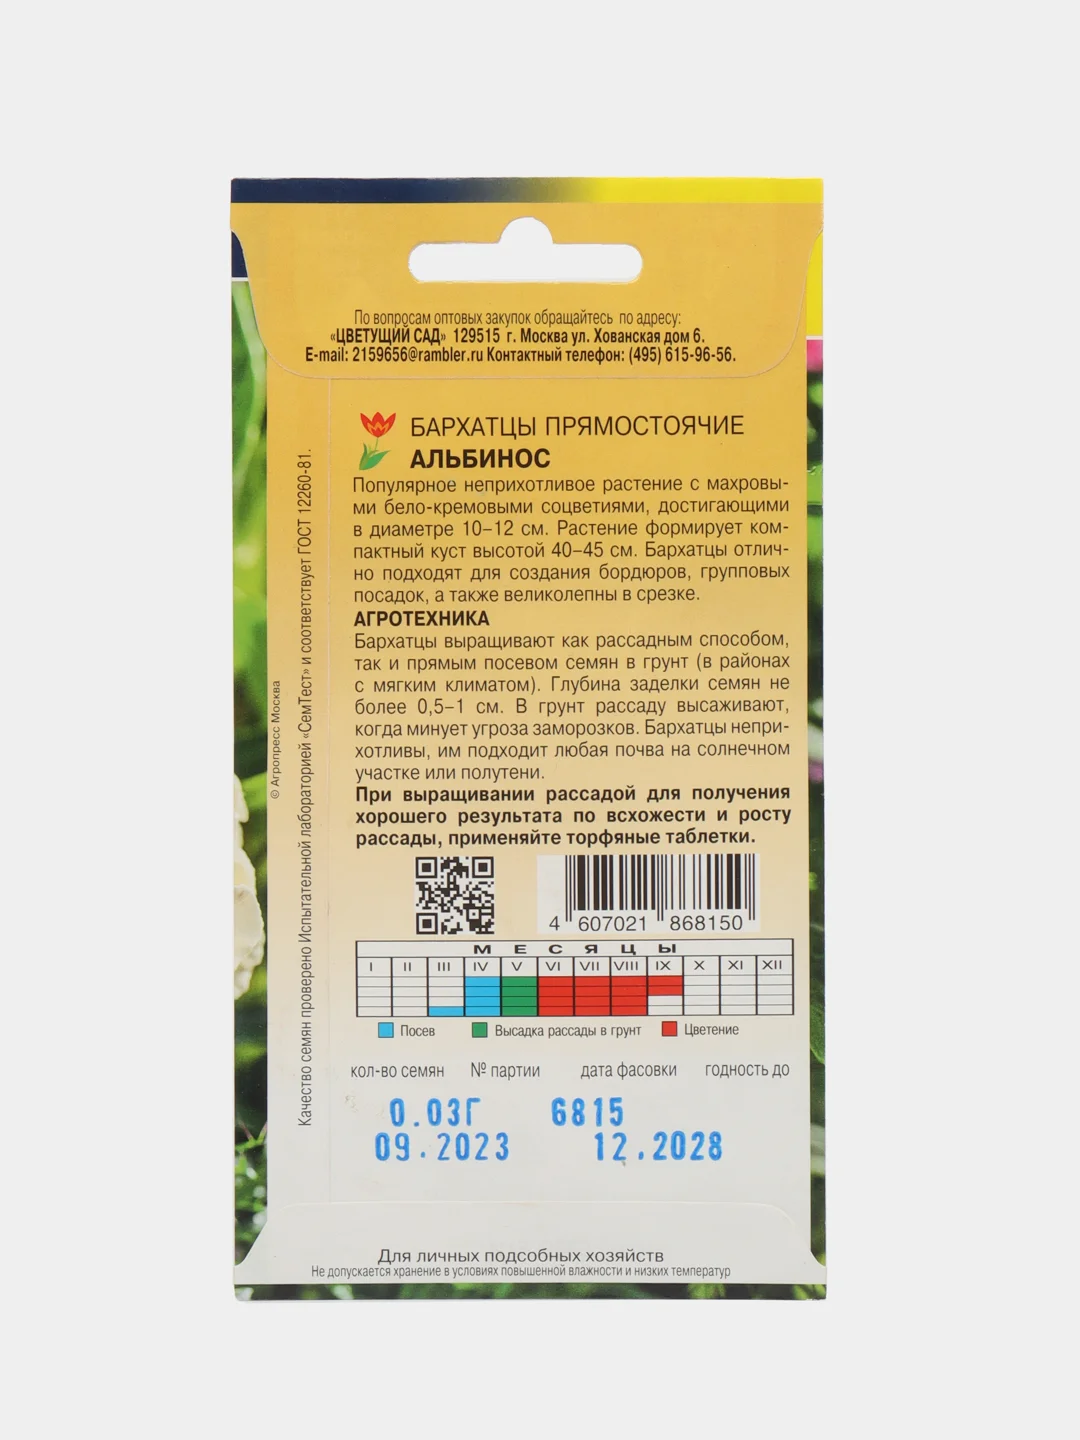 По вопросам оптовых закупок обращайтесь по адресу:
«ЦВЕТУЩИЙ САД» 129515 г. Москва ул. Хованская дом 6.
E-mail: 2159656@rambler.ru Контактный телефон: (495) 615-96-56.
БАРХАТЦЫ ПРЯМОСТОЯЧИЕ
АЛЬБИНОС
Популярное неприхотливое растение с махровы-
ми бело-кремовыми соцветиями, достигающими
в диаметре 10–12 см. Растение формирует ком-
пактный куст высотой 40–45 см. Бархатцы отлич-
но подходят для создания бордюров, групповых
посадок, а также великолепны в срезке.
АГРОТЕХНИКА
Бархатцы выращивают как рассадным способом,
так и прямым посевом семян в грунт (в районах
с мягким климатом). Глубина заделки семян не
более 0,5–1 см. В грунт рассаду высаживают,
когда минует угроза заморозков. Бархатцы непри-
хотливы, им подходит любая почва на солнечном
участке или полутени.
При выращивании рассадой для получения
хорошего результата по всхожести и росту
рассады, применяйте торфяные таблетки.
4 607021 868150
МЕСЯЦЫ
I II III IV V VI VII VIII IX X XI XII
Посев Высадка рассады в грунт Цветение
кол-во семян № партии дата фасовки годность до
0.03Г 6815
09.2023 12.2028
Для личных подсобных хозяйств
Не допускается хранение в условиях повышенной влажности и низких температур
© Агропресс Москва
Качество семян проверено Испытательной лабораторией «СемТест» и соответствует ГОСТ 12260-81.